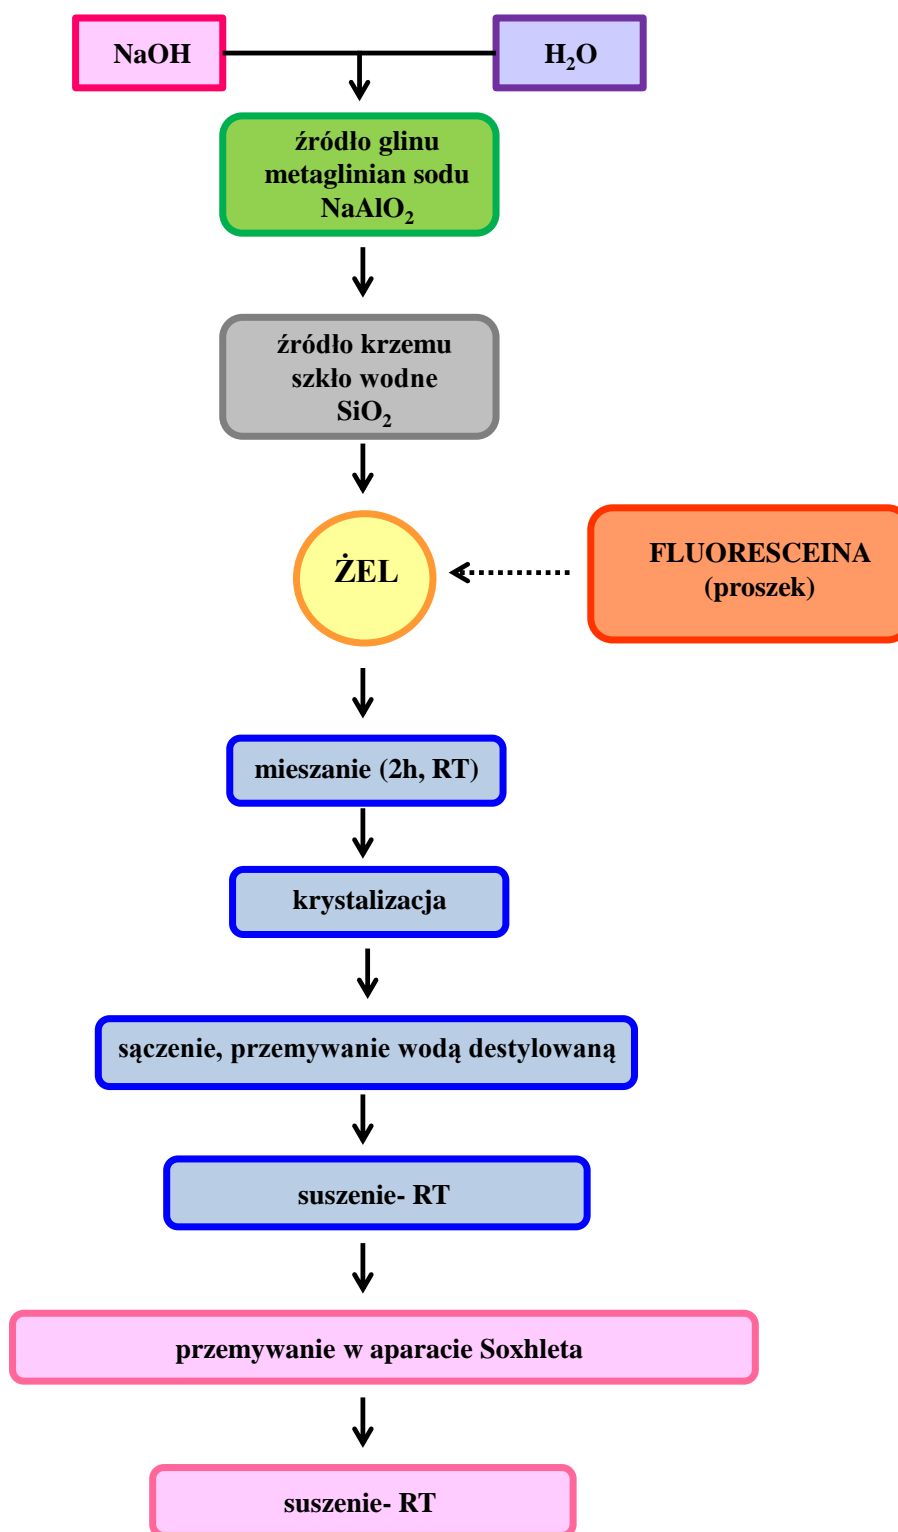 NaOH
H₂O
źródło glinu
metaglinian sodu
NaAlO₂
źródło krzemu
szkło wodne
SiO₂
ŻEL
FLUORESCEINA
(proszek)
mieszanie (2h, RT)
krystalizacja
sączenie, przemywanie wodą destylowaną
suszenie- RT
przemywanie w aparacie Soxhleta
suszenie- RT